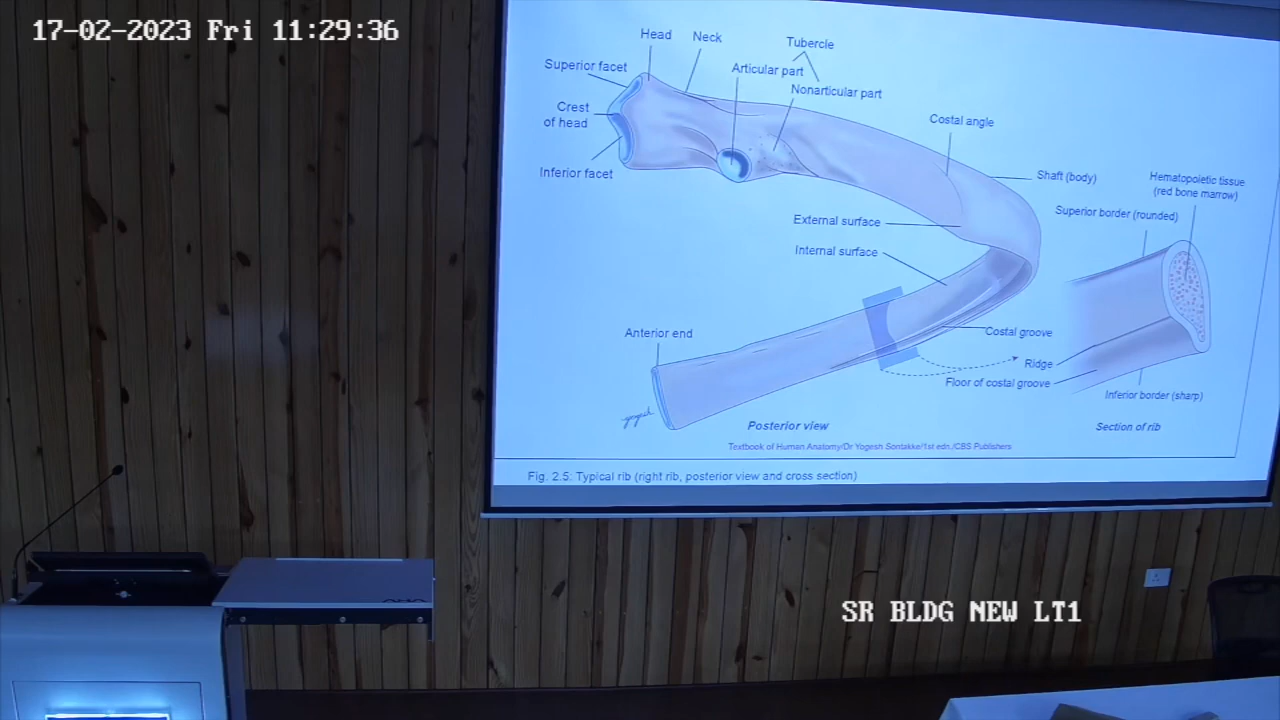 17-02-2023 Fri 11:29:36
Head
Neck
Tubercle
Superior facet
Articular part
Nonarticular part
Crest
of head
Costal angle
Inferior facet
Shaft (body)
Hematopoietic tissue
(red bone marrow)
Superior border (rounded)
External surface
Internal surface
Anterior end
Costal groove
Ridge
Floor of costal groove
Inferior border (sharp)
yogesh
Posterior view
Section of rib
Textbook of Human Anatomy/Dr Yogesh Sontakke/1st edn./CBS Publishers
Fig. 2.5: Typical rib (right rib, posterior view and cross section)
AHA
SR BLDG NEW LT1